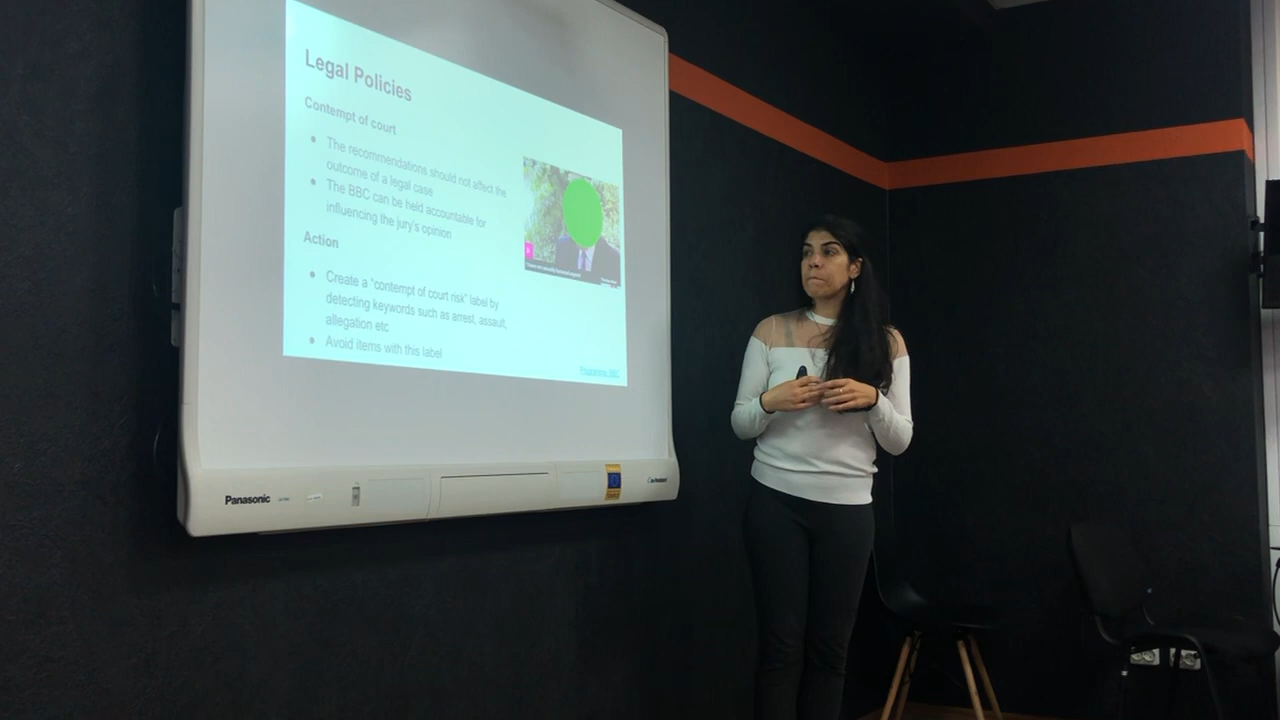 Legal Policies
Contempt of court
The recommendations should not affect the
outcome of a legal case
The BBC can be held accountable for
influencing the jury's opinion
Action
Create a "contempt of court risk" label by
detecting keywords such as arrest, assault,
allegation etc
Avoid items with this label
Programme, BBC
Panasonic